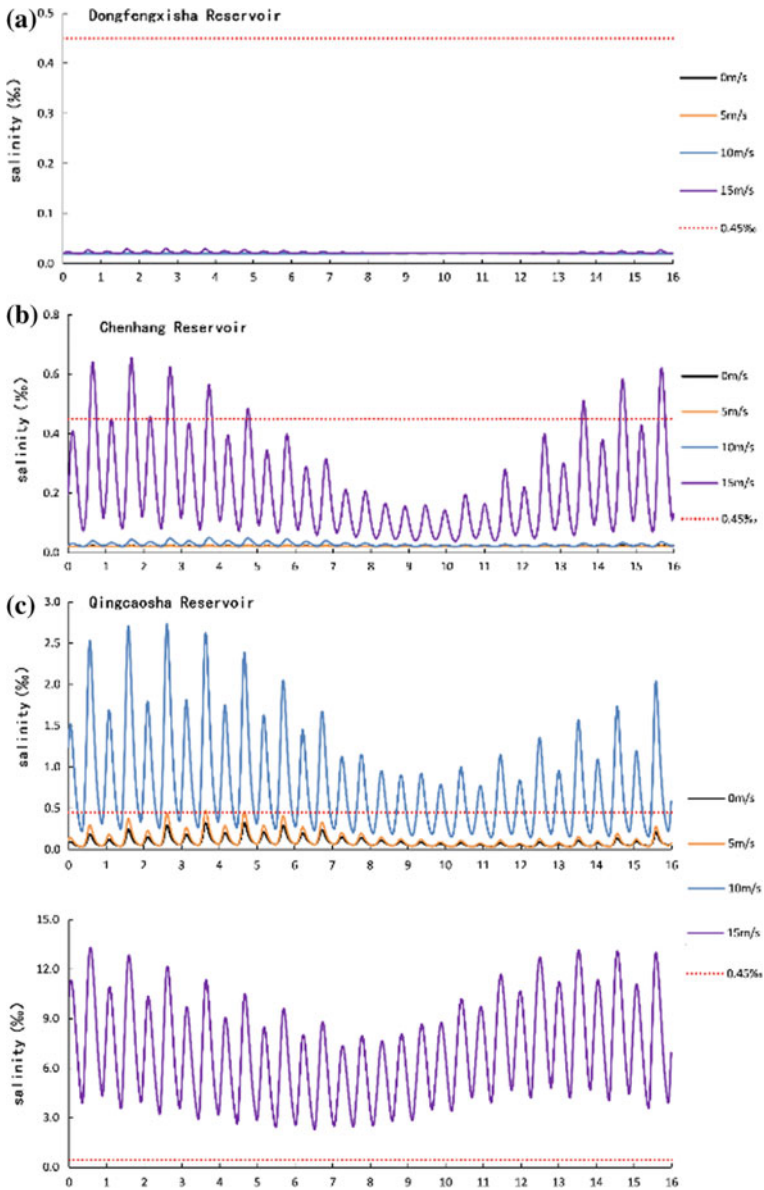 (a) Dongfengxisha Reservoir
0.5
0.4
0.3
0.2
0.1
0.0
salinity (‰)
0 1 2 3 4 5 6 7 8 9 10 11 12 13 14 15 16
0m/s
5m/s
10m/s
15m/s
0.45‰
(b) Chenhang Reservoir
0.8
0.6
0.4
0.2
0.0
salinity (‰)
0 1 2 3 4 5 6 7 8 9 10 11 12 13 14 15 16
0m/s
5m/s
10m/s
15m/s
0.45‰
(c) Qingcaosha Reservoir
3.0
2.5
2.0
1.5
1.0
0.5
0.0
salinity (‰)
0 1 2 3 4 5 6 7 8 9 10 11 12 13 14 15 16
0m/s
5m/s
10m/s
15m/s
0.45‰
15.0
12.0
9.0
6.0
3.0
0.0
salinity (‰)
0 1 2 3 4 5 6 7 8 9 10 11 12 13 14 15 16